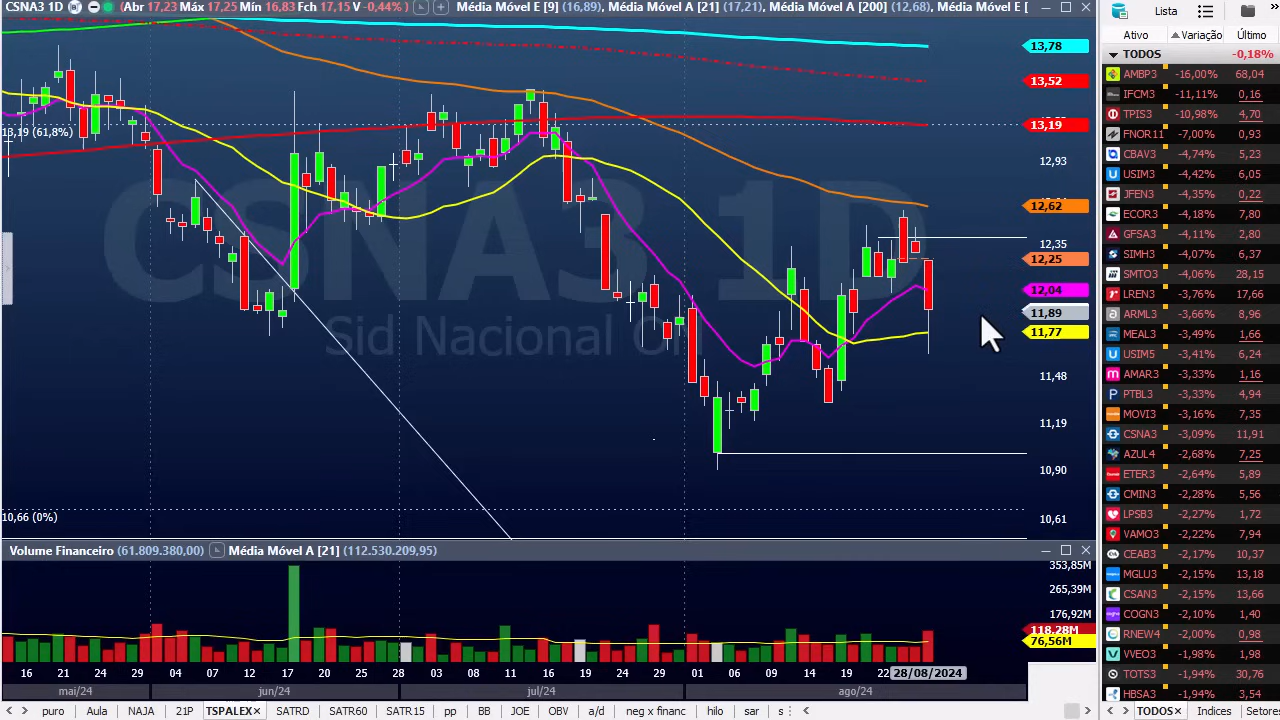 CSNA3 1D (Abr 17,23 Máx 17,25 Mín 16,83 Fch 17,15 V -0,44%) Média Móvel E [9] (16,89), Média Móvel A [21] (17,21), Média Móvel A [200] (12,68), Média Móvel E [
CSNA3 1D
Sid Nacional On
13,19 (61,8%)
10,66 (0%)
13,78
13,52
13,19
12,93
12,62
12,35
12,25
12,04
11,89
11,77
11,48
11,19
10,90
10,61
Volume Financeiro (61.809.380,00) Média Móvel A [21] (112.530.209,95)
353,85M
265,39M
176,92M
118,28M
76,56M
16 21 24 29 04 07 12 17 20 25 28 03 08 11 16 19 24 29 01 06 09 14 19 22 28/08/2024
mai/24 jun/24 jul/24 ago/24
puro Aula NAJA 21P TSPALEX× SATRD SATR60 SATR15 pp BB JOE OBV a/d neg x financ hilo sar s
Lista
Ativo Variação Último
TODOS -0,18%
AMBP3 -16,00% 68,04
IFCM3 -11,11% 0,16
TPIS3 -10,98% 4,70
FNOR11 -7,00% 0,93
CBAV3 -4,74% 5,23
USIM3 -4,42% 6,05
JFEN3 -4,35% 0,22
ECOR3 -4,18% 7,80
GFSA3 -4,11% 2,80
SIMH3 -4,07% 6,37
SMTO3 -4,06% 28,15
LREN3 -3,76% 17,66
ARML3 -3,66% 8,96
MEAL3 -3,49% 1,66
USIM5 -3,41% 6,24
AMAR3 -3,33% 1,16
PTBL3 -3,33% 4,94
MOVI3 -3,16% 7,35
CSNA3 -3,09% 11,91
AZUL4 -2,68% 7,25
ETER3 -2,64% 5,89
CMIN3 -2,28% 5,56
LPSB3 -2,27% 1,72
VAMO3 -2,22% 7,94
CEAB3 -2,17% 10,37
MGLU3 -2,15% 13,18
CSAN3 -2,15% 13,66
COGN3 -2,10% 1,40
RNEW4 -2,00% 0,98
VVEO3 -1,98% 1,98
TOTS3 -1,94% 30,76
HBSA3 -1,94% 3,54
TODOS× Indices Setores